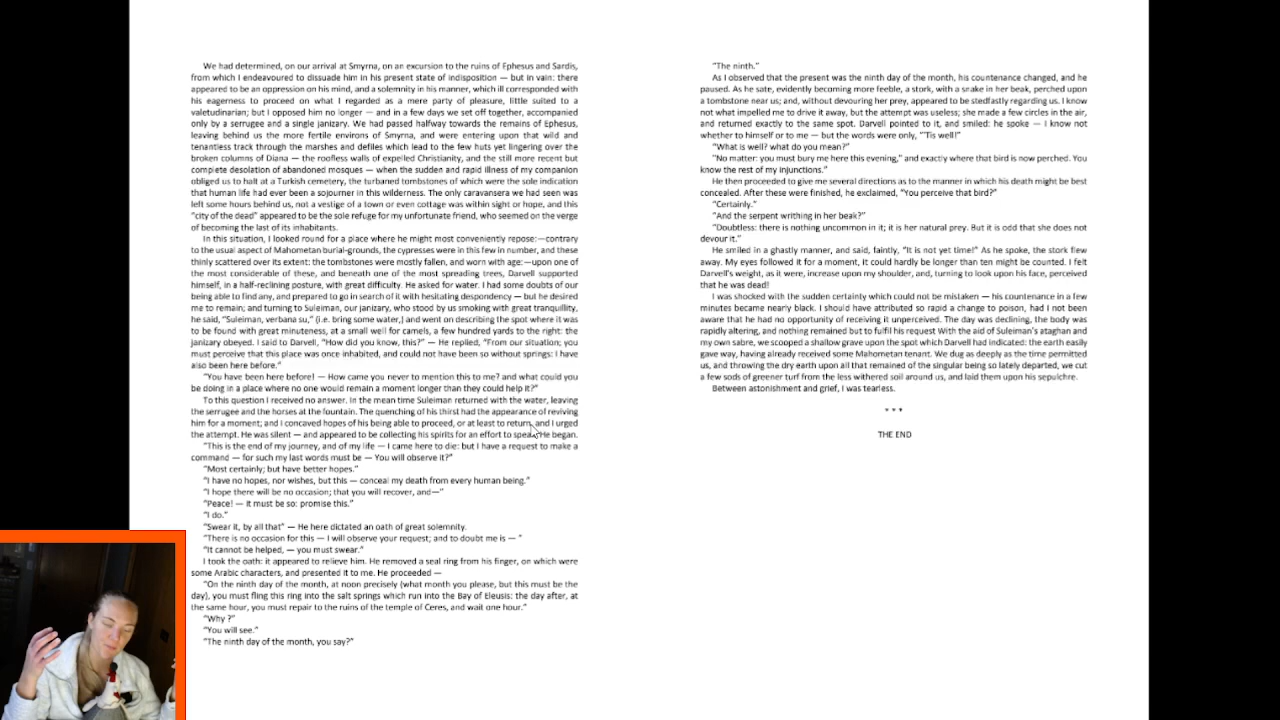 We had determined, on our arrival at Smyrna, on an excursion to the ruins of Ephesus and Sardis,
from which I endeavoured to dissuade him in his present state of indisposition — but in vain: there
appeared to be an oppression on his mind, and a solemnity in his manner, which ill corresponded with
his eagerness to proceed on what I regarded as a mere party of pleasure, little suited to a
valetudinarian; but I opposed him no longer — and in a few days we set off together, accompanied
only by a serrugee and a single janizary. We had passed halfway towards the remains of Ephesus,
leaving behind us the more fertile environs of Smyrna, and were entering upon that wild and
tenantless track through the marshes and defiles which lead to the few huts yet lingering over the
broken columns of Diana — the roofless walls of expelled Christianity, and the still more recent but
complete desolation of abandoned mosques — when the sudden and rapid illness of my companion
obliged us to halt at a Turkish cemetery, the turbaned tombstones of which were the sole indication
that human life had ever been a sojourner in this wilderness. The only caravansera we had seen was
left some hours behind us, not a vestige of a town or even cottage was within sight or hope, and this
“city of the dead” appeared to be the sole refuge for my unfortunate friend, who seemed on the verge
of becoming the last of its inhabitants.
In this situation, I looked round for a place where he might most conveniently repose:—contrary
to the usual aspect of Mahometan burial-grounds, the cypresses were in this few in number, and these
thinly scattered over its extent: the tombstones were mostly fallen, and worn with age:—upon one of
the most considerable of these, and beneath one of the most spreading trees, Darvell supported
himself, in a half-reclining posture, with great difficulty. He asked for water. I had some doubts of our
being able to find any, and prepared to go in search of it with hesitating despondency — but he desired
me to remain; and turning to Suleiman, our janizary, who stood by us smoking with great tranquillity,
he said, “Suleiman, verbana su,” (i.e. bring some water,) and went on describing the spot where it was
to be found with great minuteness, at a small well for camels, a few hundred yards to the right: the
janizary obeyed. I said to Darvell, “How did you know, this?” — He replied, “From our situation; you
must perceive that this place was once inhabited, and could not have been so without springs: I have
also been here before.”
“You have been here before! — How came you never to mention this to me? and what could you
be doing in a place where no one would remain a moment longer than they could help it?”
To this question I received no answer. In the mean time Suleiman returned with the water, leaving
the serrugee and the horses at the fountain. The quenching of his thirst had the appearance of reviving
him for a moment; and I concaved hopes of his being able to proceed, or at least to return, and I urged
the attempt. He was silent — and appeared to be collecting his spirits for an effort to speak. He began.
“This is the end of my journey, and of my life — I came here to die: but I have a request to make a
command — for such my last words must be — You will observe it?”
“Most certainly; but have better hopes.”
“I have no hopes, nor wishes, but this — conceal my death from every human being.”
“I hope there will be no occasion; that you will recover, and—”
“Peace! — it must be so: promise this.”
“I do.”
“Swear it, by all that” — He here dictated an oath of great solemnity.
“There is no occasion for this — I will observe your request; and to doubt me is — ”
“It cannot be helped, — you must swear.”
I took the oath: it appeared to relieve him. He removed a seal ring from his finger, on which were
some Arabic characters, and presented it to me. He proceeded —
“On the ninth day of the month, at noon precisely (what month you please, but this must be the
day), you must fling this ring into the salt springs which run into the Bay of Eleusis: the day after, at
the same hour, you must repair to the ruins of the temple of Ceres, and wait one hour.”
“Why ?”
“You will see.”
“The ninth day of the month, you say?”
“The ninth.”
As I observed that the present was the ninth day of the month, his countenance changed, and he
paused. As he sate, evidently becoming more feeble, a stork, with a snake in her beak, perched upon
a tombstone near us; and, without devouring her prey, appeared to be stedfastly regarding us. I know
not what impelled me to drive it away, but the attempt was useless; she made a few circles in the air,
and returned exactly to the same spot. Darvell pointed to it, and smiled: he spoke — I know not
whether to himself or to me — but the words were only, “’Tis well!”
“What is well? what do you mean?”
“No matter: you must bury me here this evening,” and exactly where that bird is now perched. You
know the rest of my injunctions.”
He then proceeded to give me several directions as to the manner in which his death might be best
concealed. After these were finished, he exclaimed, “You perceive that bird?”
“Certainly.”
“And the serpent writhing in her beak?”
“Doubtless: there is nothing uncommon in it; it is her natural prey. But it is odd that she does not
devour it.”
He smiled in a ghastly manner, and said, faintly, “It is not yet time!” As he spoke, the stork flew
away. My eyes followed it for a moment, it could hardly be longer than ten might be counted. I felt
Darvell’s weight, as it were, increase upon my shoulder, and, turning to look upon his face, perceived
that he was dead!
I was shocked with the sudden certainty which could not be mistaken — his countenance in a few
minutes became nearly black. I should have attributed so rapid a change to poison, had I not been
aware that he had no opportunity of receiving it unperceived. The day was declining, the body was
rapidly altering, and nothing remained but to fulfil his request With the aid of Suleiman’s ataghan and
my own sabre, we scooped a shallow grave upon the spot which Darvell had indicated: the earth easily
gave way, having already received some Mahometan tenant. We dug as deeply as the time permitted
us, and throwing the dry earth upon all that remained of the singular being so lately departed, we cut
a few sods of greener turf from the less withered soil around us, and laid them upon his sepulchre.
Between astonishment and grief, I was tearless.
* * *
THE END